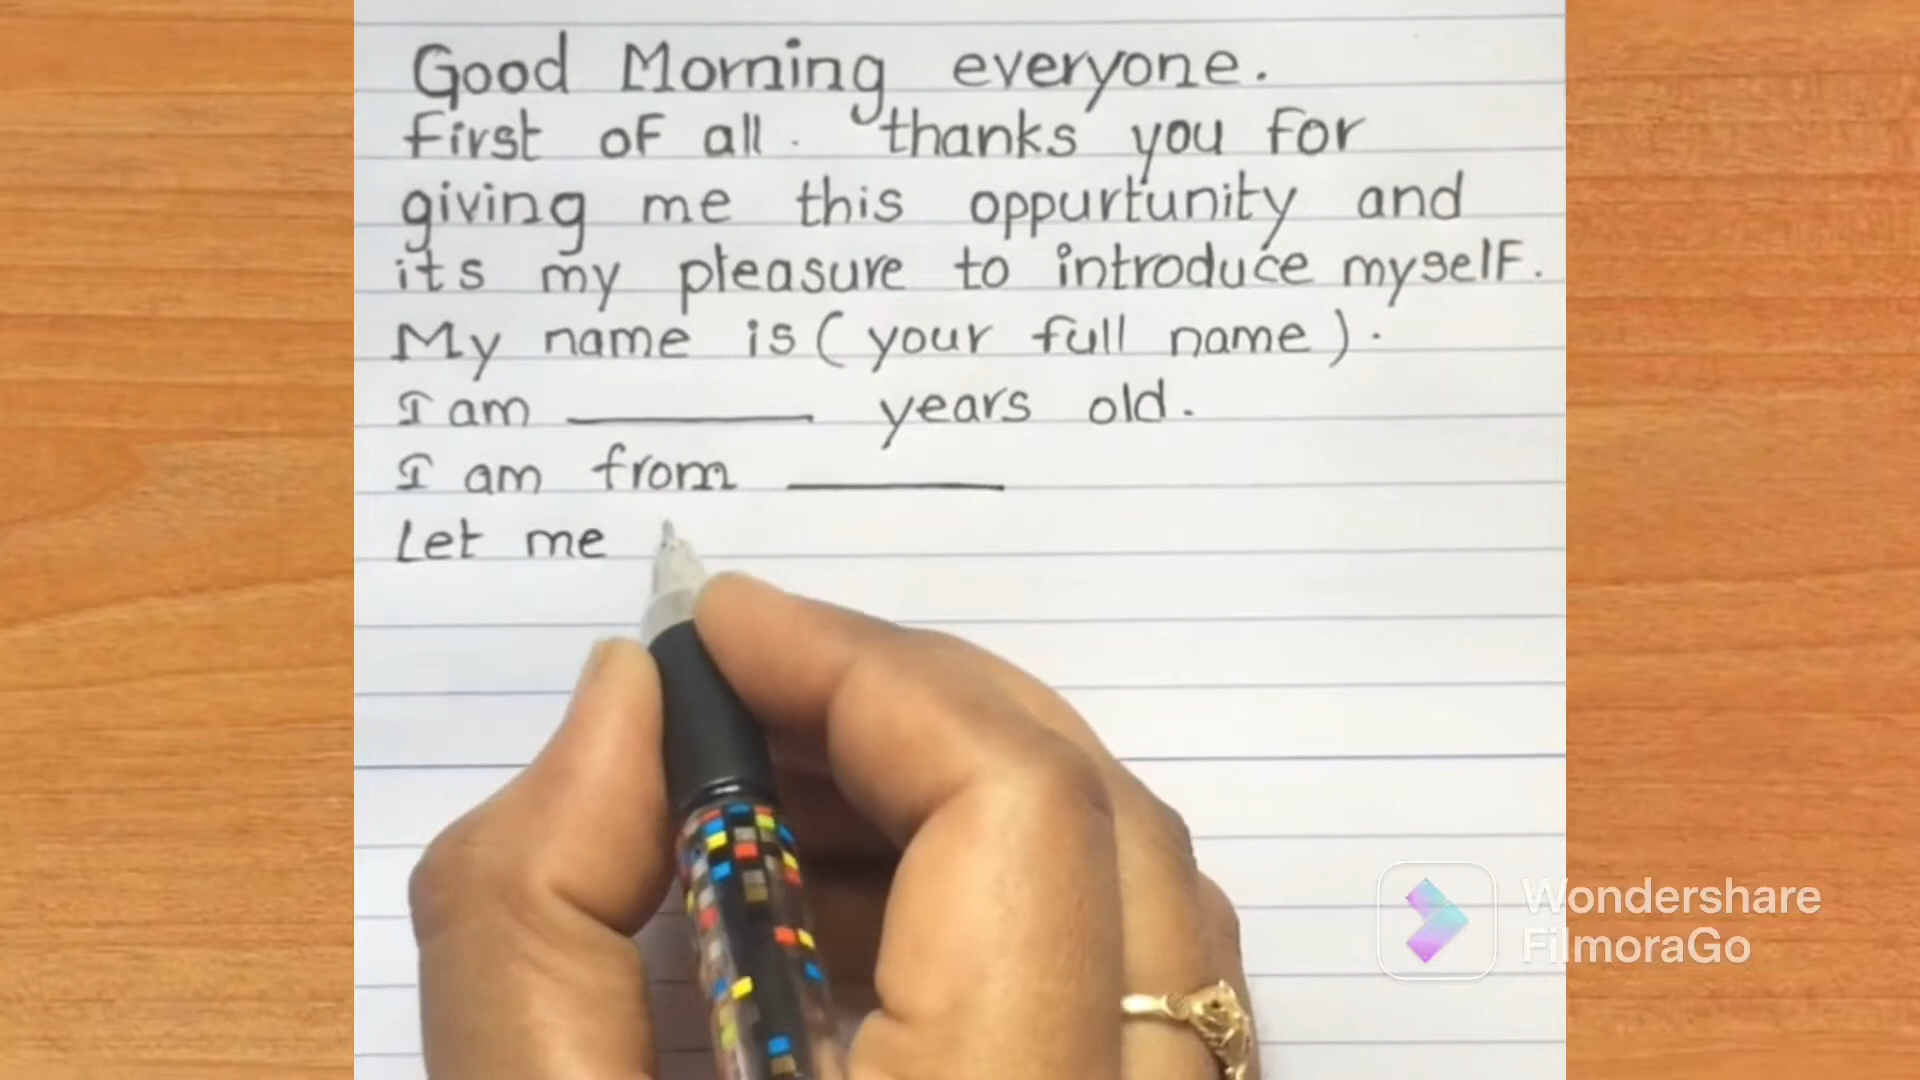 Good Morning everyone.
First of all. thanks you for
giving me this oppurtunity and
its my pleasure to introduce myself.
My name is (your full name).
I am ________ years old.
I am from ________
Let me
Wondershare
FilmoraGo